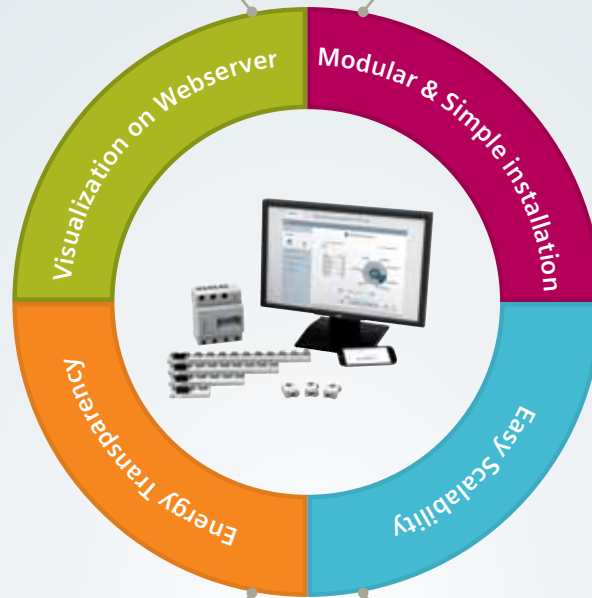 Visualization on Webserver
Modular & Simple installation
Energy Transparency
Easy Scalability